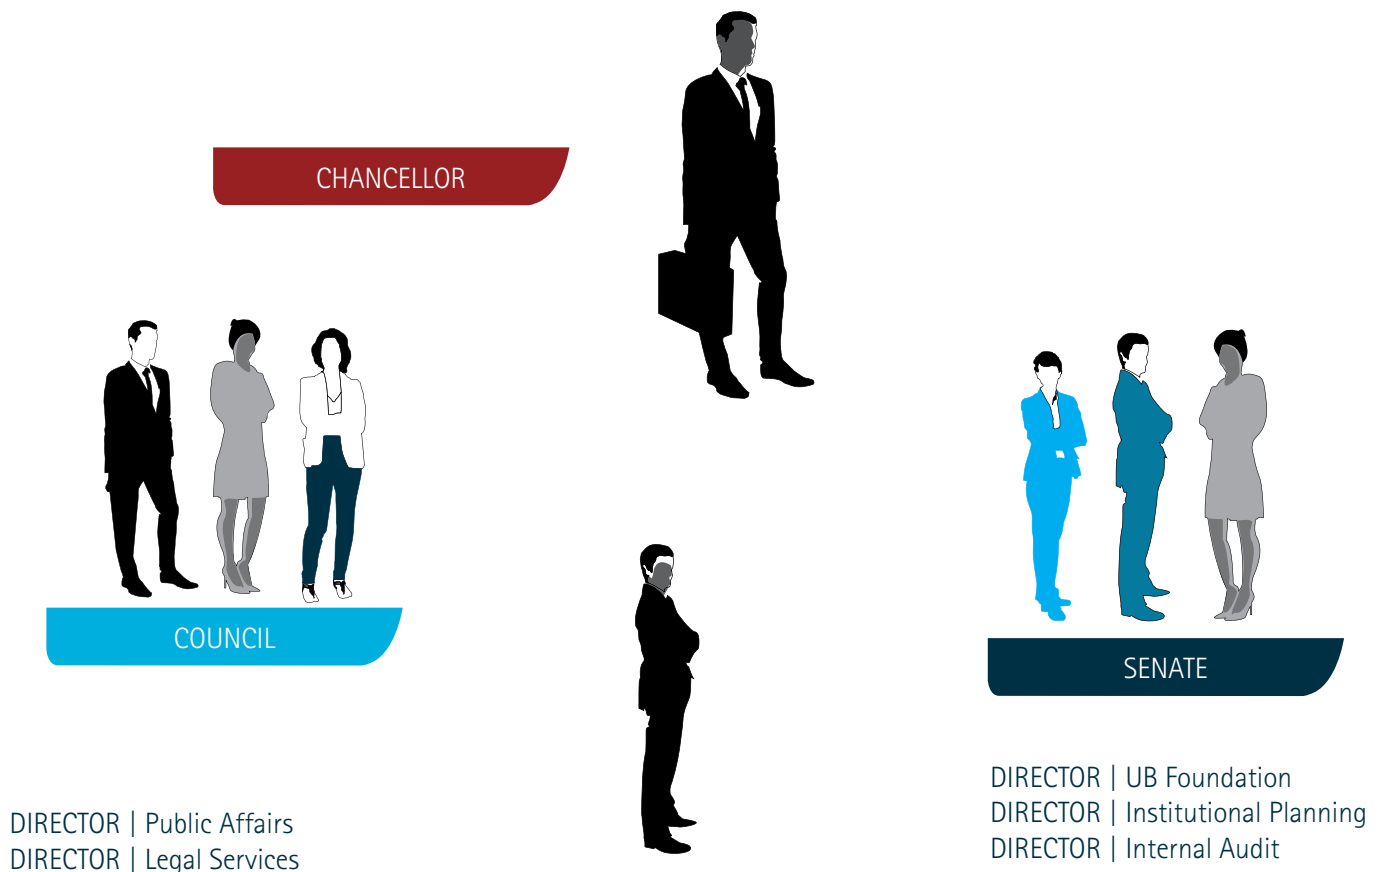 CHANCELLOR
COUNCIL
SENATE
DIRECTOR | Public Affairs
DIRECTOR | Legal Services
DIRECTOR | UB Foundation
DIRECTOR | Institutional Planning
DIRECTOR | Internal Audit